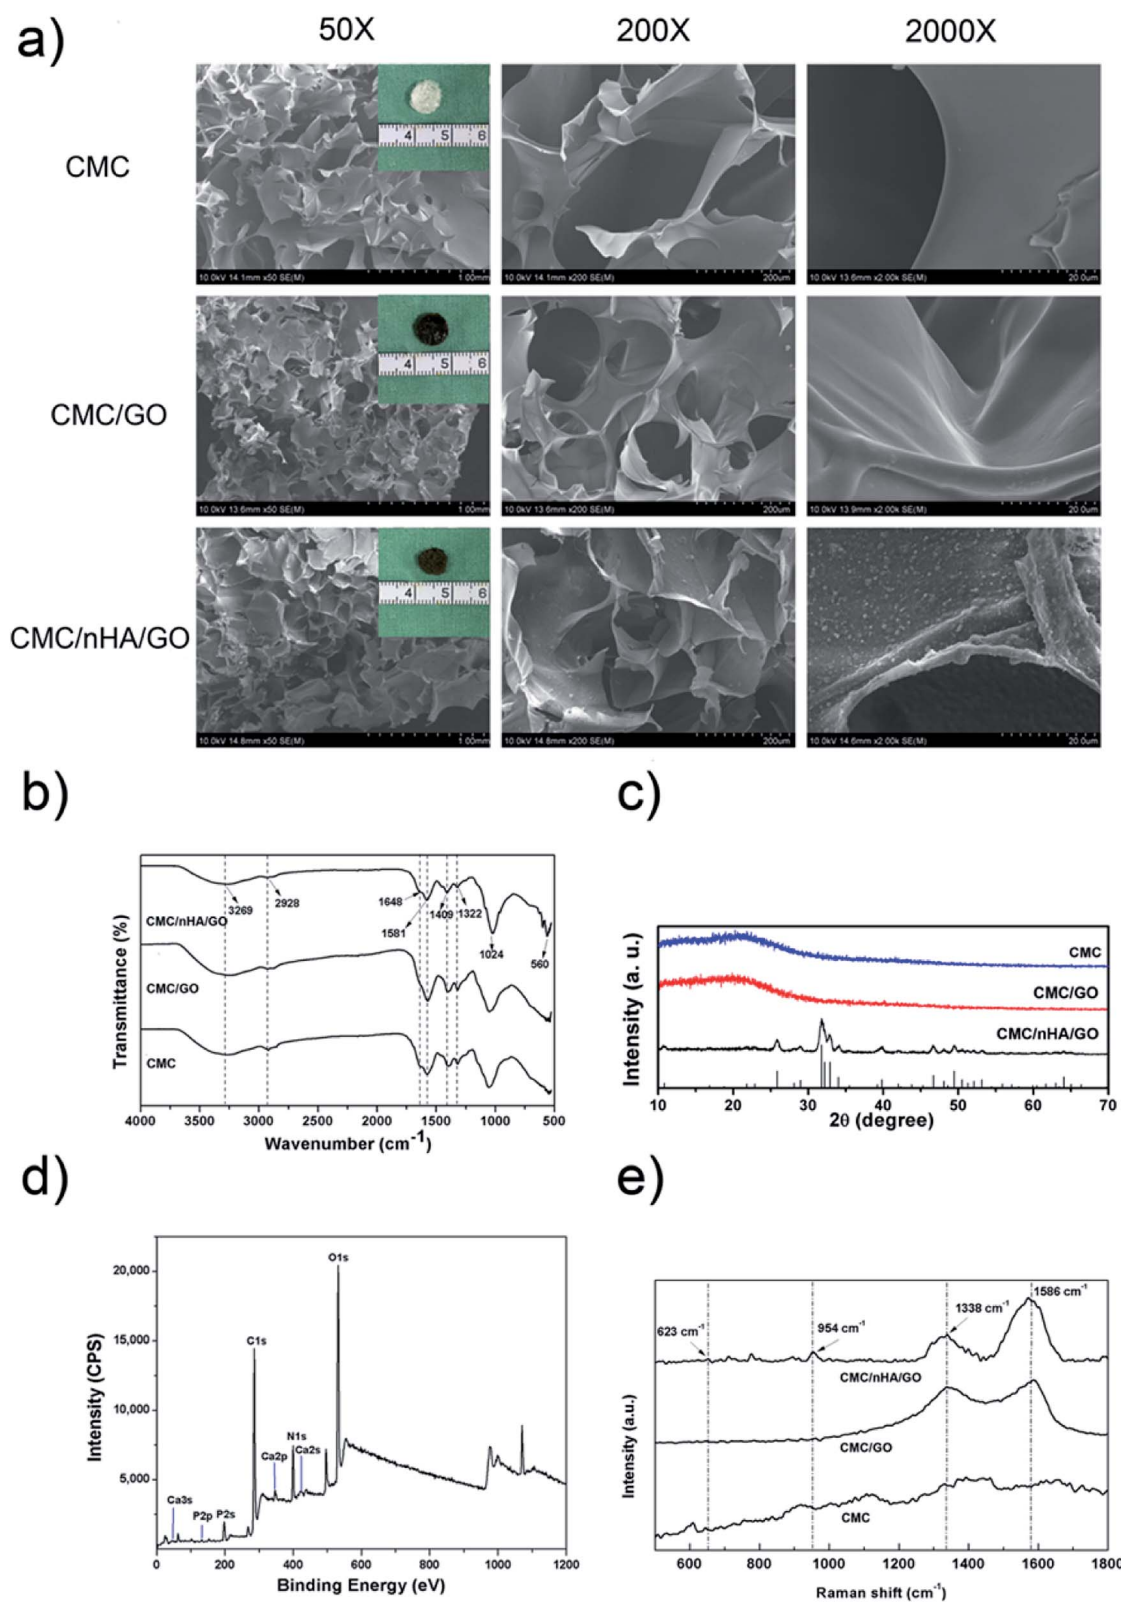 a)
50X 200X 2000X
CMC
4 5 6
10.0kV 14.1mm x50 SE(M) 1.00mm
10.0kV 14.1mm x200 SE(M) 200um
10.0kV 13.6mm x2.00k SE(M) 20.0um
CMC/GO
4 5 6
10.0kV 13.6mm x50 SE(M) 1.00mm
10.0kV 13.6mm x200 SE(M) 200um
10.0kV 13.9mm x2.00k SE(M) 20.0um
CMC/nHA/GO
4 5 6
10.0kV 14.8mm x50 SE(M) 1.00mm
10.0kV 14.8mm x200 SE(M) 200um
10.0kV 14.6mm x2.00k SE(M) 20.0um
b)
Transmittance (%)
3269
2928
1648
1581
1409
1322
1024
560
CMC/nHA/GO
CMC/GO
CMC
4000 3500 3000 2500 2000 1500 1000 500
Wavenumber (cm-1)
c)
Intensity (a. u.)
CMC
CMC/GO
CMC/nHA/GO
10 20 30 40 50 60 70
2θ (degree)
d)
Intensity (CPS)
20,000
15,000
10,000
5,000
O1s
C1s
N1s
Ca2p
Ca2s
Ca3s
P2p
P2s
0 200 400 600 800 1000 1200
Binding Energy (eV)
e)
Intensity (a.u.)
623 cm-1
954 cm-1
1338 cm-1
1586 cm-1
CMC/nHA/GO
CMC/GO
CMC
600 800 1000 1200 1400 1600 1800
Raman shift (cm-1)